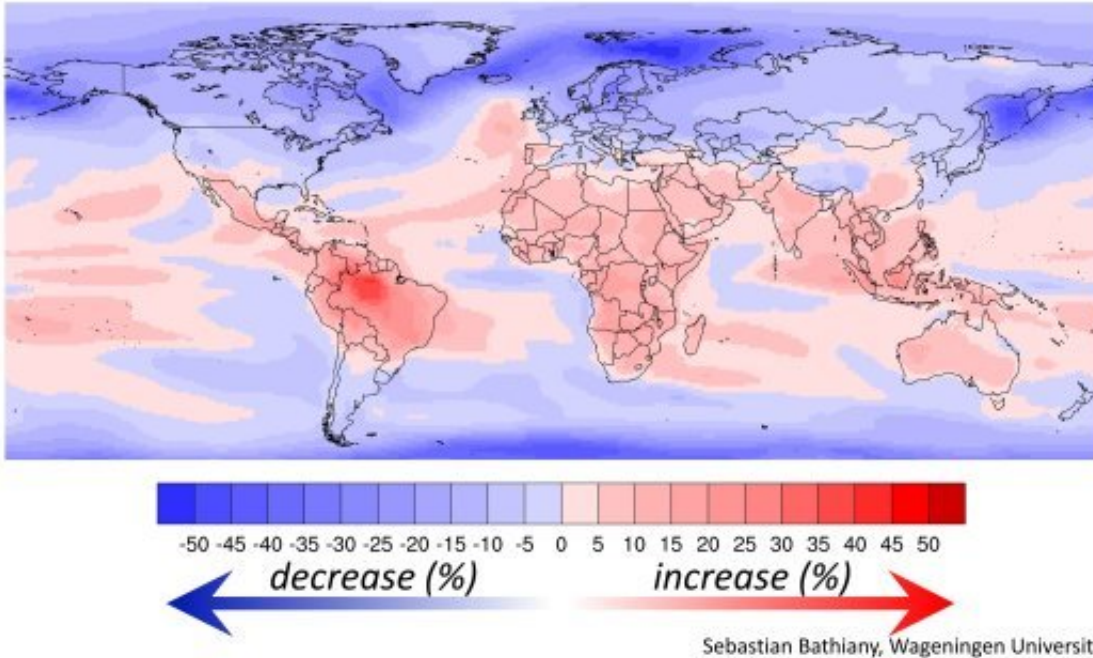 -50 -45 -40 -35 -30 -25 -20 -15 -10 -5 0 5 10 15 20 25 30 35 40 45 50
decrease (%) increase (%)
Sebastian Bathiany, Wageningen Universit